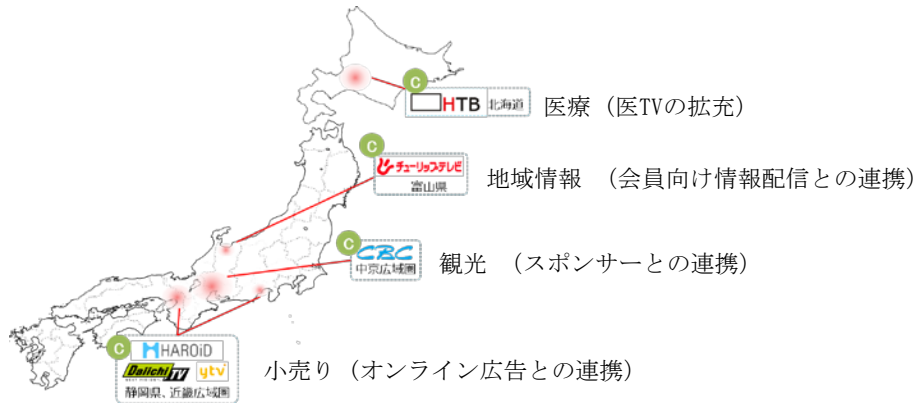 C
HTB 北海道
医療（医TVの拡充）
C
チューリップテレビ
富山県
地域情報　（会員向け情報配信との連携）
C
CBC
中京広域圏
観光　（スポンサーとの連携）
C
HAROiD
Daiichi TV
ytv
静岡県、近畿広域圏
小売り（オンライン広告との連携）